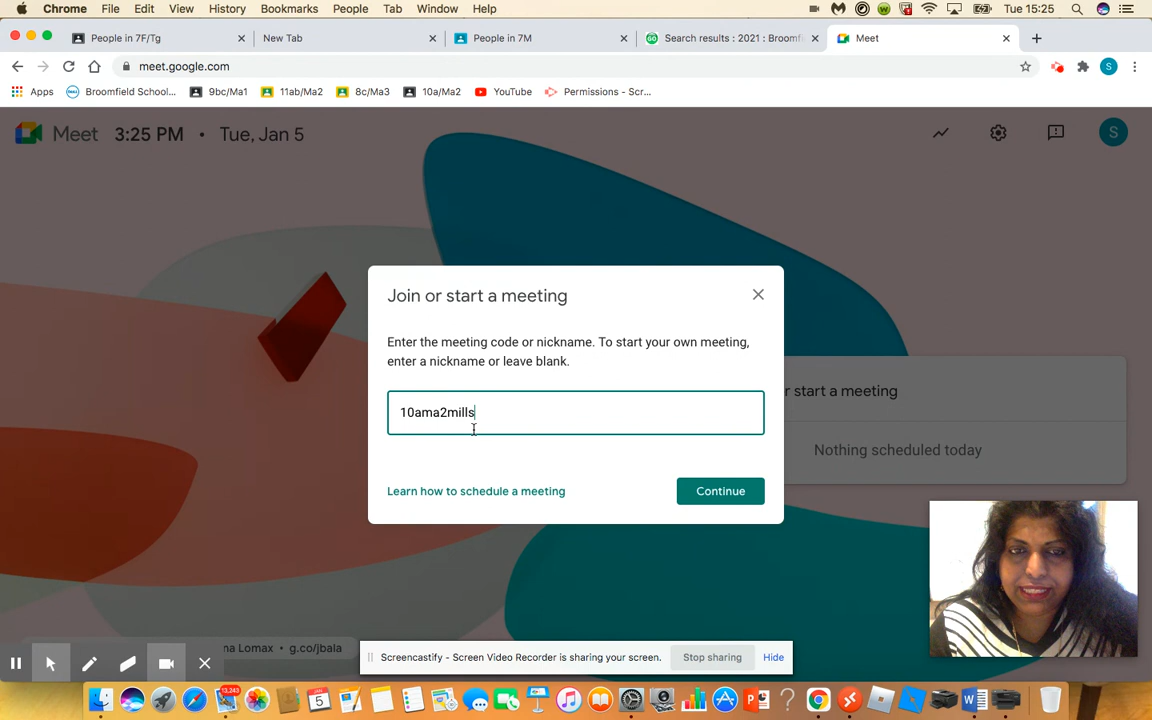 Chrome File Edit View History Bookmarks People Tab Window Help Tue 15:25
People in 7F/Tg New Tab People in 7M Search results : 2021 : Broomfi Meet
meet.google.com S
Apps Broomfield School... 9bc/Ma1 11ab/Ma2 8c/Ma3 10a/Ma2 YouTube Permissions - Scr...
Meet 3:25 PM • Tue, Jan 5 S
Join or start a meeting
Enter the meeting code or nickname. To start your own meeting,
enter a nickname or leave blank.
r start a meeting
10ama2mills
Nothing scheduled today
Learn how to schedule a meeting Continue
na Lomax • g.co/jbala
Screencastify - Screen Video Recorder is sharing your screen. Stop sharing Hide
13,243
JAN
5